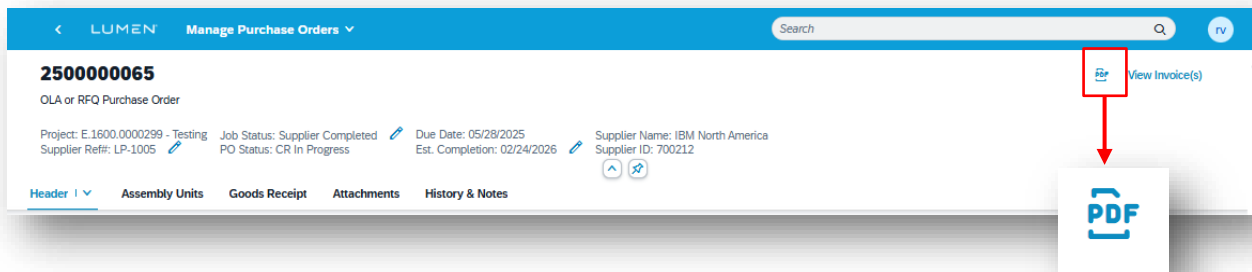 LUMEN Manage Purchase Orders Search rv
2500000065 PDF View Invoice(s)
OLA or RFQ Purchase Order
Project: E.1600.0000299 - Testing Job Status: Supplier Completed Due Date: 05/28/2025 Supplier Name: IBM North America
Supplier Ref#: LP-1005 PO Status: CR In Progress Est. Completion: 02/24/2026 Supplier ID: 700212
Header Assembly Units Goods Receipt Attachments History & Notes
PDF